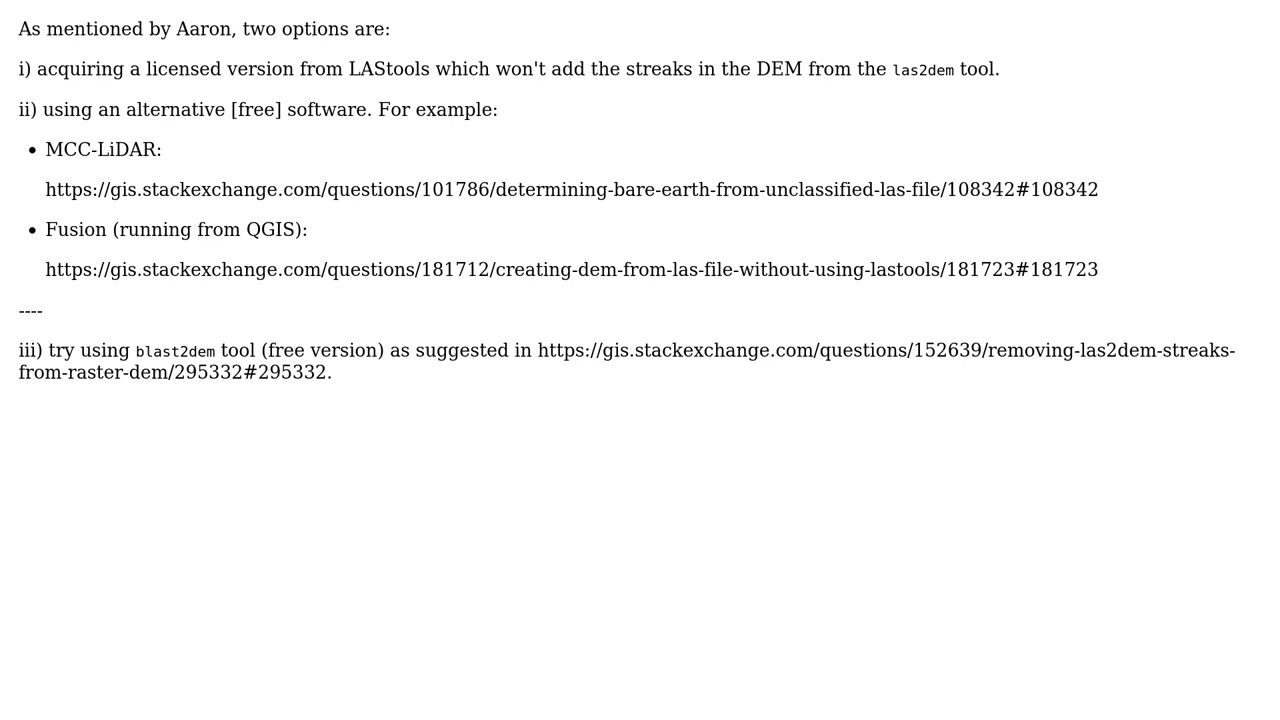 As mentioned by Aaron, two options are:
i) acquiring a licensed version from LAStools which won't add the streaks in the DEM from the las2dem tool.
ii) using an alternative [free] software. For example:
• MCC-LiDAR:
https://gis.stackexchange.com/questions/101786/determining-bare-earth-from-unclassified-las-file/108342#108342
• Fusion (running from QGIS):
https://gis.stackexchange.com/questions/181712/creating-dem-from-las-file-without-using-lastools/181723#181723
----
iii) try using blast2dem tool (free version) as suggested in https://gis.stackexchange.com/questions/152639/removing-las2dem-streaks-
from-raster-dem/295332#295332.